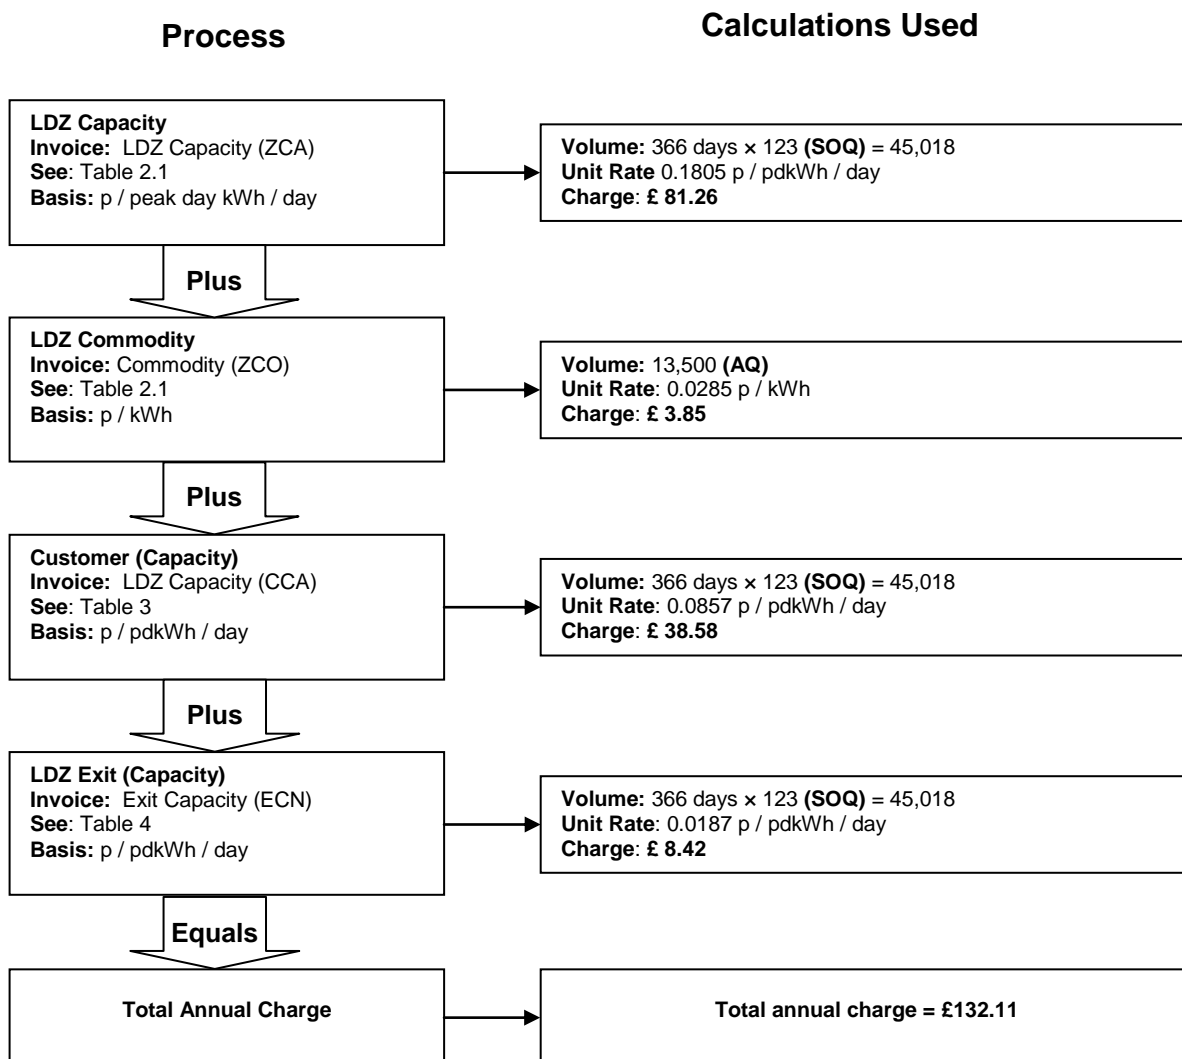 Process
Calculations Used
LDZ Capacity
Invoice: LDZ Capacity (ZCA)
See: Table 2.1
Basis: p / peak day kWh / day
Volume: 366 days × 123 (SOQ) = 45,018
Unit Rate 0.1805 p / pdkWh / day
Charge: £ 81.26
Plus
LDZ Commodity
Invoice: Commodity (ZCO)
See: Table 2.1
Basis: p / kWh
Volume: 13,500 (AQ)
Unit Rate: 0.0285 p / kWh
Charge: £ 3.85
Plus
Customer (Capacity)
Invoice: LDZ Capacity (CCA)
See: Table 3
Basis: p / pdkWh / day
Volume: 366 days × 123 (SOQ) = 45,018
Unit Rate: 0.0857 p / pdkWh / day
Charge: £ 38.58
Plus
LDZ Exit (Capacity)
Invoice: Exit Capacity (ECN)
See: Table 4
Basis: p / pdkWh / day
Volume: 366 days × 123 (SOQ) = 45,018
Unit Rate: 0.0187 p / pdkWh / day
Charge: £ 8.42
Equals
Total Annual Charge
Total annual charge = £132.11